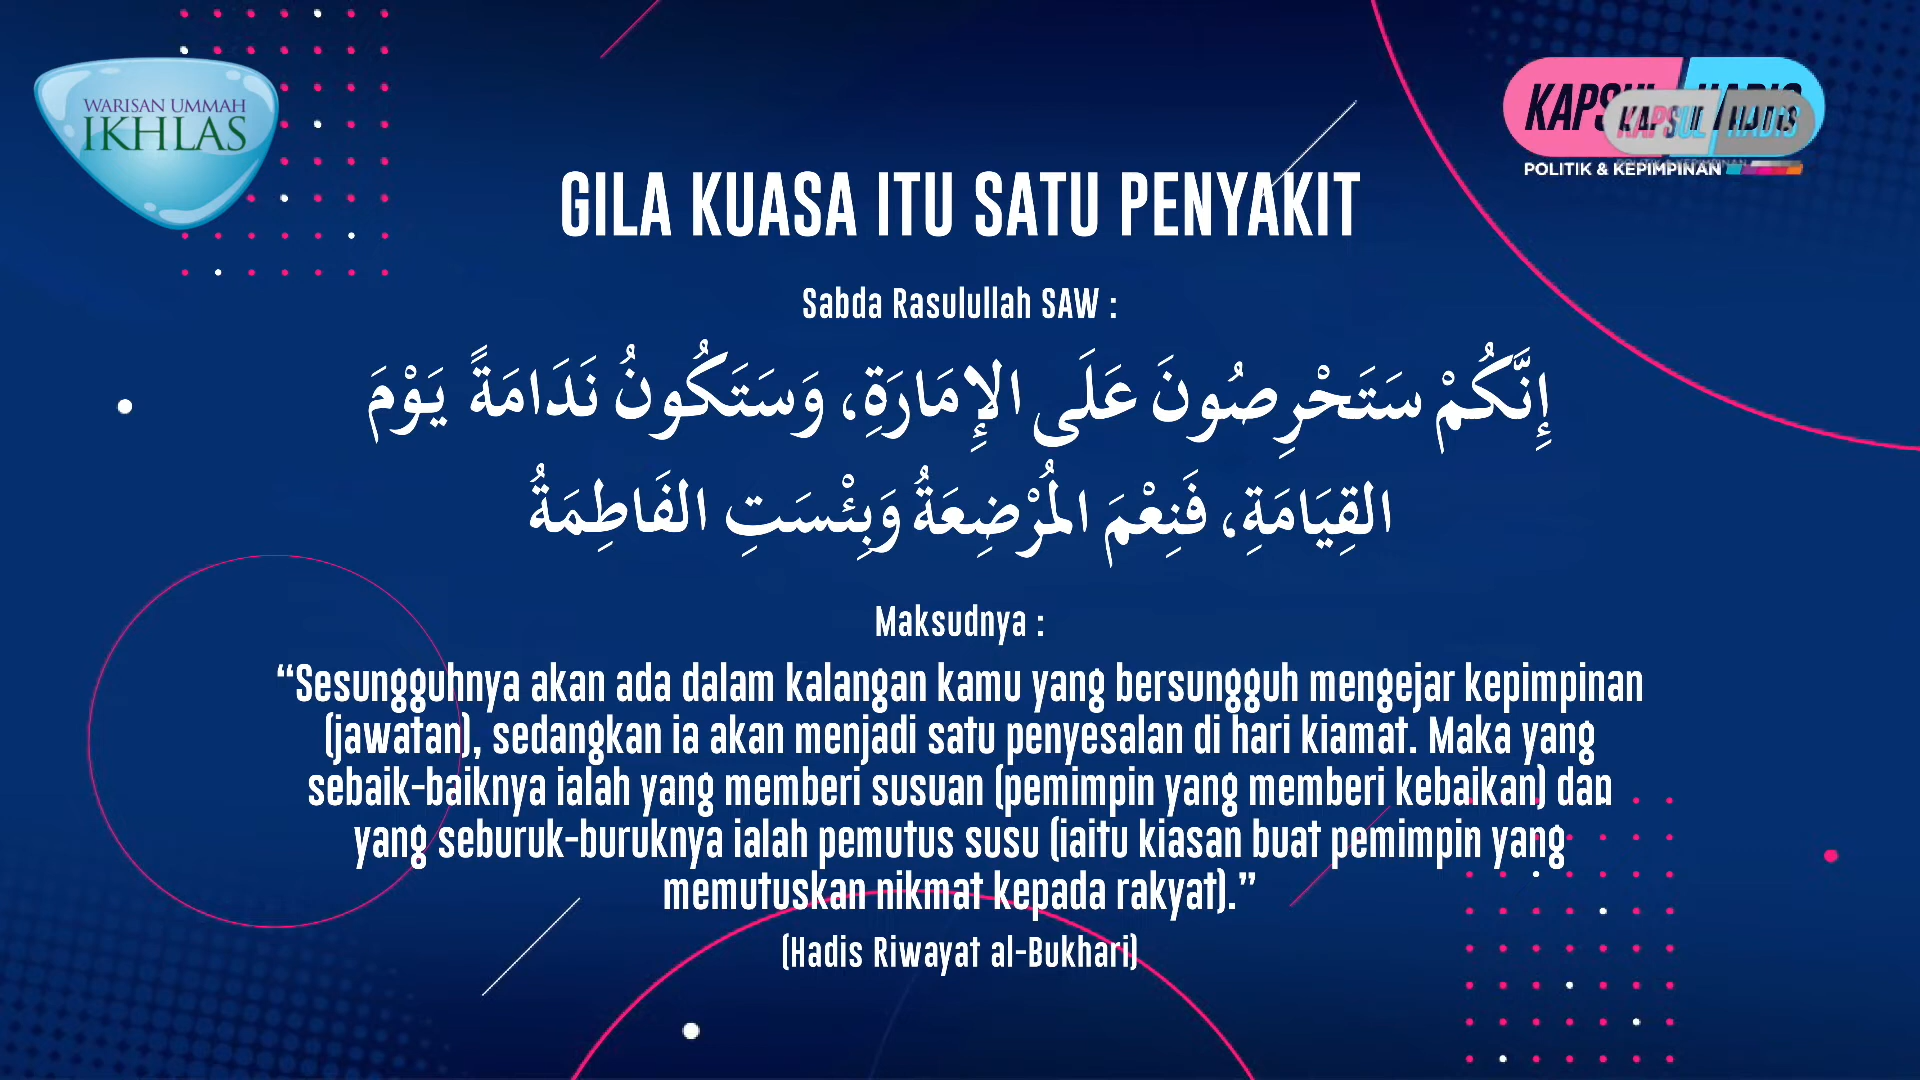 WARISAN UMMAH
IKHLAS
KAPSUL HADIS
POLITIK & KEPIMPINAN
GILA KUASA ITU SATU PENYAKIT
Sabda Rasulullah SAW :
إِنَّكُمْ سَتَحْرِصُونَ عَلَى الإِمَارَةِ، وَسَتَكُونُ نَدَامَةً يَوْمَ
القِيَامَةِ، فَنِعْمَ المُرْضِعَةُ وَبِئْسَتِ الفَاطِمَةُ
Maksudnya :
“Sesungguhnya akan ada dalam kalangan kamu yang bersungguh mengejar kepimpinan
(jawatan), sedangkan ia akan menjadi satu penyesalan di hari kiamat. Maka yang
sebaik-baiknya ialah yang memberi susuan (pemimpin yang memberi kebaikan) dan
yang seburuk-buruknya ialah pemutus susu (iaitu kiasan buat pemimpin yang
memutuskan nikmat kepada rakyat).”
(Hadis Riwayat al-Bukhari)